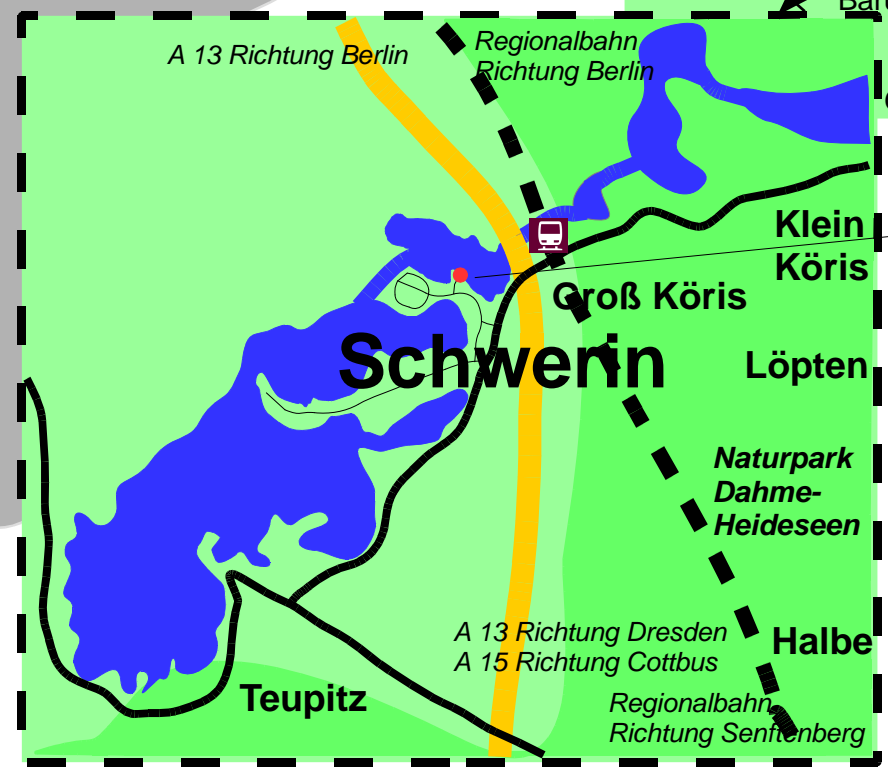 A 13 Richtung Berlin
Regionalbahn
Richtung Berlin
Klein
Köris
Groß Köris
Schwerin
Löpten
Naturpark
Dahme-
Heideseen
A 13 Richtung Dresden
A 15 Richtung Cottbus
Halbe
Teupitz
Regionalbahn
Richtung Senftenberg